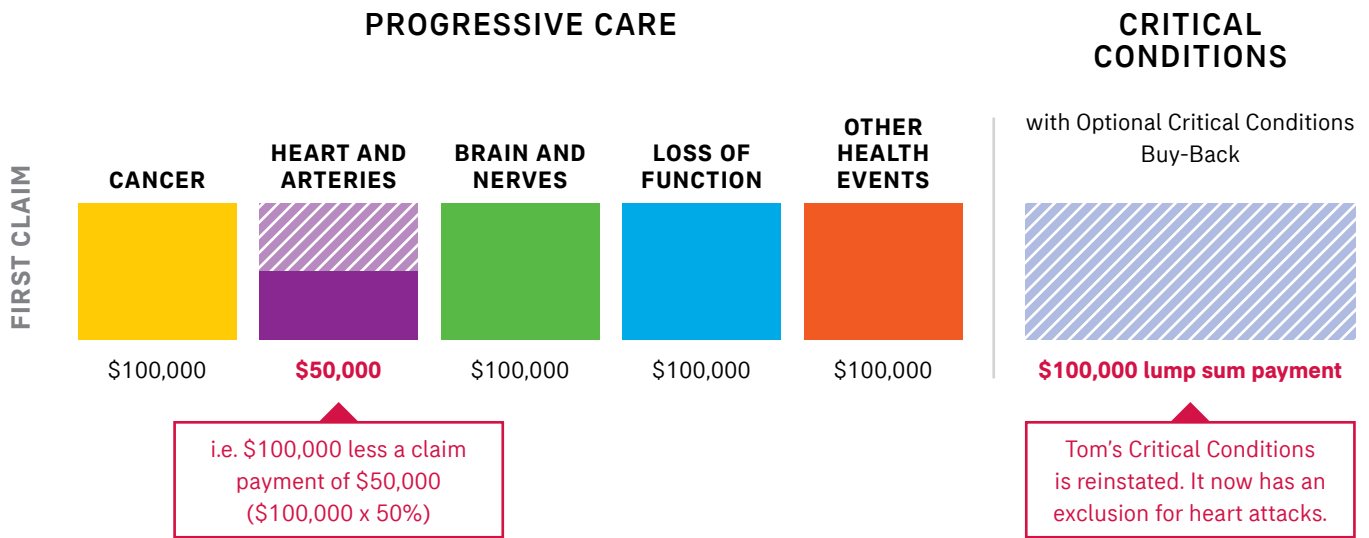 PROGRESSIVE CARE
CRITICAL
CONDITIONS
with Optional Critical Conditions
Buy-Back
FIRST CLAIM
CANCER
HEART AND
ARTERIES
BRAIN AND
NERVES
LOSS OF
FUNCTION
OTHER
HEALTH
EVENTS
$100,000
$50,000
$100,000
$100,000
$100,000
$100,000 lump sum payment
i.e. $100,000 less a claim
payment of $50,000
($100,000 x 50%)
Tom’s Critical Conditions
is reinstated. It now has an
exclusion for heart attacks.